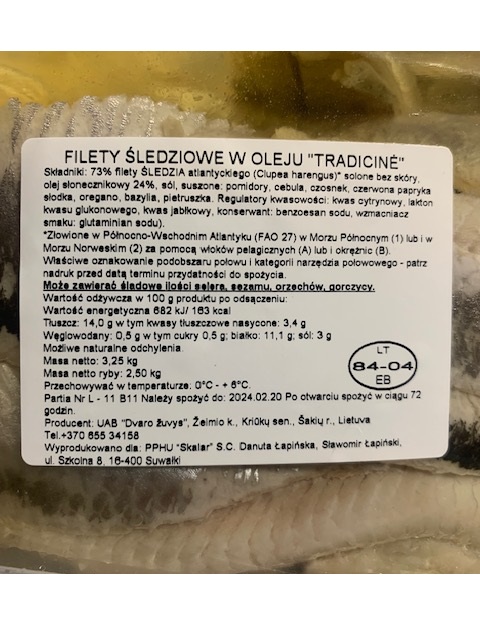 FILETY ŚLEDZIOWE W OLEJU "TRADICINĖ"
Składniki: 73% filety ŚLEDZIA atlantyckiego (Clupea harengus)* solone bez skóry,
olej słonecznikowy 24%, sól, suszone: pomidory, cebula, czosnek, czerwona papryka
słodka, oregano, bazylia, pietruszka. Regulatory kwasowości: kwas cytrynowy, lakton
kwasu glukonowego, kwas jabłkowy, konserwant: benzoesan sodu, wzmacniacz
smaku: glutaminian sodu).
*Złowione w Północno-Wschodnim Atlantyku (FAO 27) w Morzu Północnym (1) lub i w
Morzu Norweskim (2) za pomocą włoków pelagicznych (A) lub i okrężnic (B).
Właściwe oznakowanie podobszaru połowu i kategorii narzędzia połowowego - patrz
nadruk przed datą terminu przydatności do spożycia.
Może zawierać śladowe ilości selera, sezamu, orzechów, gorczycy.
Wartość odżywcza w 100 g produktu po odsączeniu:
Wartość energetyczna 682 kJ/ 163 kcal
Tłuszcz: 14,0 g w tym kwasy tłuszczowe nasycone: 3,4 g
Węglowodany: 0,5 g w tym cukry 0,5 g; białko: 11,1 g; sól: 3 g
Możliwe naturalne odchylenia.
Masa netto: 3,25 kg
Masa netto ryby: 2,50 kg
Przechowywać w temperaturze: 0°C - + 6°C.
LT
84-04
EB
Partia Nr L - 11 B11 Należy spożyć do: 2024.02.20 Po otwarciu spożyć w ciągu 72
godzin.
Producent: UAB "Dvaro žuvys", Želmio k., Kriūkų sen., Šakių r., Lietuva
Tel.+370 655 34158
Wyprodukowano dla: PPHU "Skalar" S.C. Danuta Łapińska, Sławomir Łapiński,
ul. Szkolna 8, 16-400 Suwałki